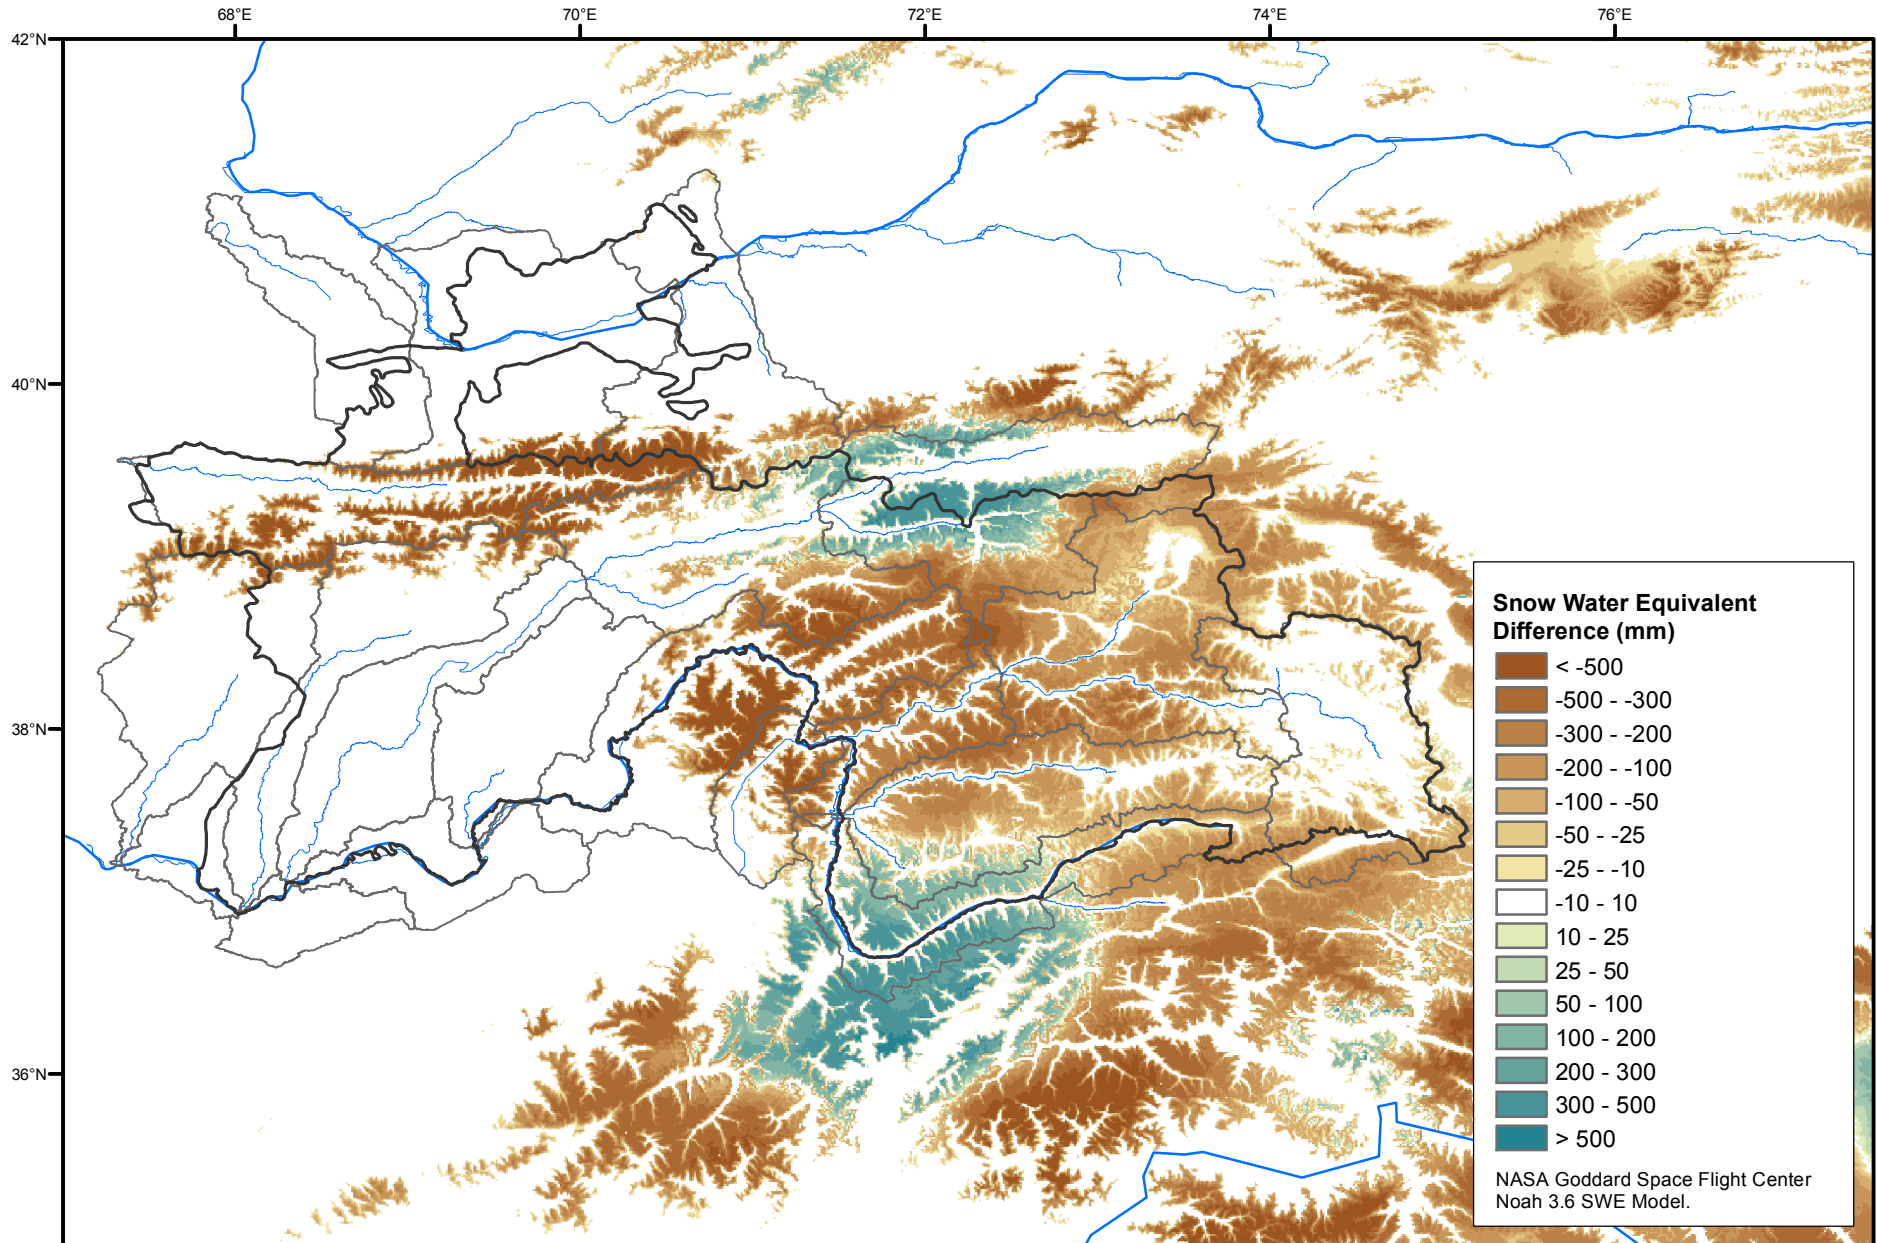 68°E 70°E 72°E 74°E 76°E
42°N
40°N
38°N
36°N
Snow Water Equivalent
Difference (mm)
< -500
-500 - -300
-300 - -200
-200 - -100
-100 - -50
-50 - -25
-25 - -10
-10 - 10
10 - 25
25 - 50
50 - 100
100 - 200
200 - 300
300 - 500
> 500
NASA Goddard Space Flight Center
Noah 3.6 SWE Model.